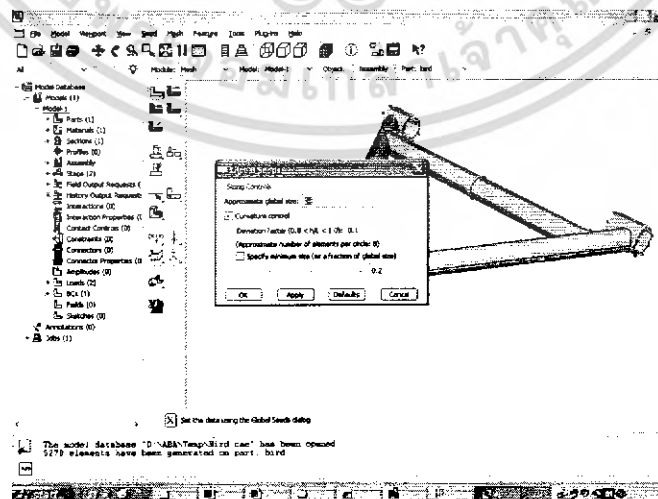 File Model Viewport View Seed Mesh Feature Tools Plug-ins Help
All
Module: Mesh Model: Model-1 Object: Assembly Part: bird
Model Database
Models (1)
Model-1
Parts (1)
Materials (1)
Sections (1)
Profiles (0)
Assembly
Steps (2)
Field Output Requests (
History Output Requests
Interactions (0)
Interaction Properties (
Contact Controls (0)
Constraints (0)
Connectors (0)
Connector Properties (0
Amplitudes (0)
Loads (2)
BCs (1)
Fields (0)
Sketches (0)
Annotations (0)
Jobs (1)
Sizing Controls
Approximate global size:
Curvature control
Deviation factor (0.0 < h/L < 1.0): 0.1
(Approximate number of elements per circle: 8)
Specify minimum size (as a fraction of global size)
0.2
OK Apply Defaults Cancel
Set the data using the Global Seeds dialog
The model database "D:\ABA\Temp\Bird cae" has been opened
5270 elements have been generated on part. bird